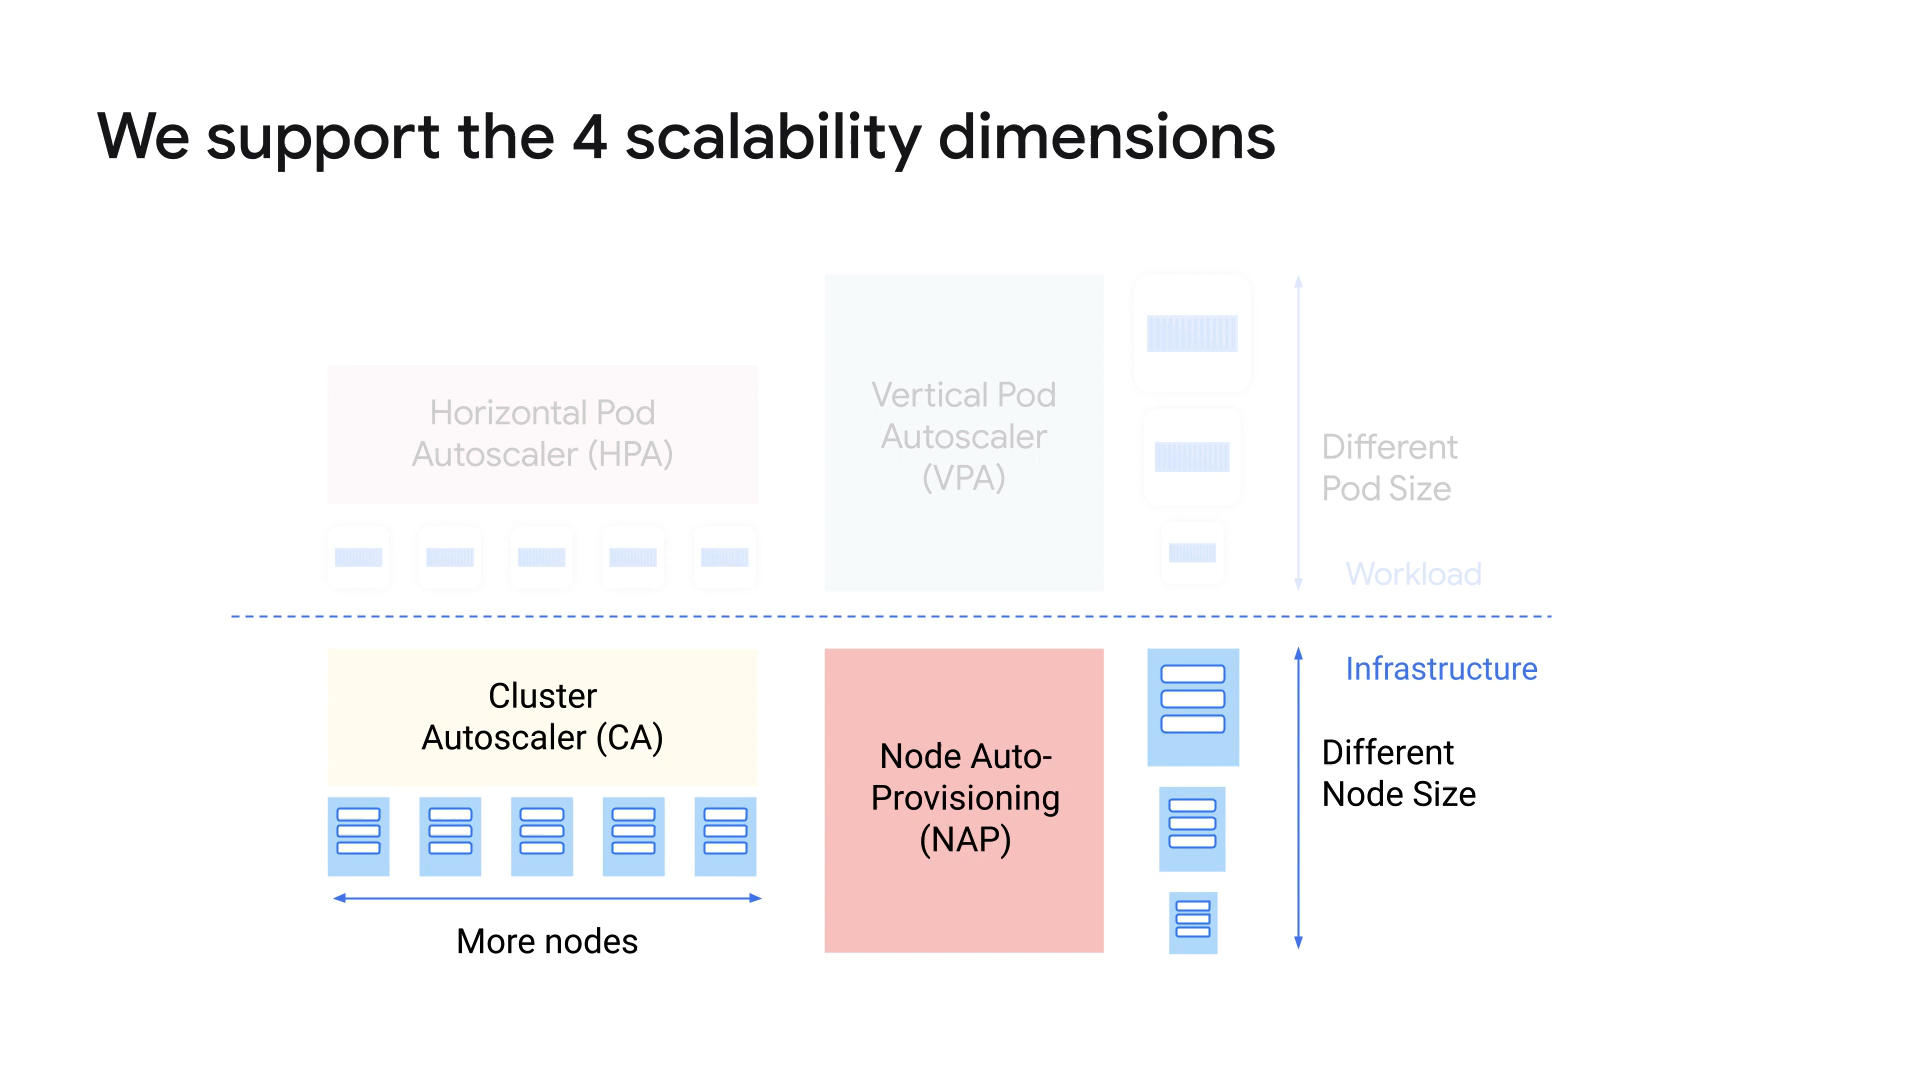 We support the 4 scalability dimensions
Horizontal Pod
Autoscaler (HPA)
Vertical Pod
Autoscaler
(VPA)
Different
Pod Size
Workload
Cluster
Autoscaler (CA)
More nodes
Node Auto-
Provisioning
(NAP)
Infrastructure
Different
Node Size